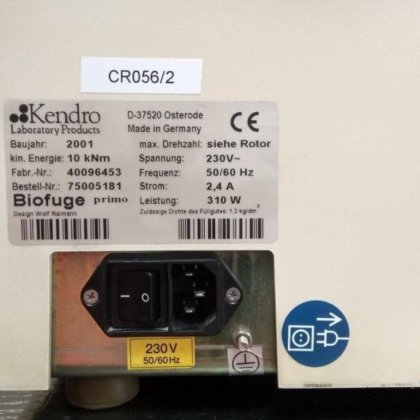 CR056/2
Kendro
Laboratory Products
D-37520 Osterode
Made in Germany
CE
Baujahr: 2001
max. Drehzahl: siehe Rotor
kin. Energie: 10 kNm
Spannung: 230V~
Fabr.-Nr.: 40096453
Frequenz: 50/60 Hz
Bestell-Nr.: 75005181
Strom: 2,4 A
Biofuge primo
Leistung: 310 W
Design Wolf Raimann
Zulässige Dichte des Füllgutes: 1,2 kg/dm³
I O
230V
50/60Hz